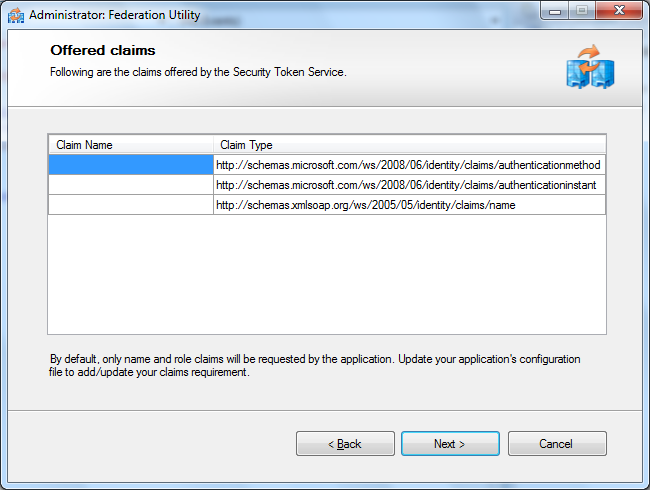 Administrator: Federation Utility
Offered claims
Following are the claims offered by the Security Token Service.
Claim Name Claim Type
http://schemas.microsoft.com/ws/2008/06/identity/claims/authenticationmethod
http://schemas.microsoft.com/ws/2008/06/identity/claims/authenticationinstant
http://schemas.xmlsoap.org/ws/2005/05/identity/claims/name
By default, only name and role claims will be requested by the application. Update your application's configuration
file to add/update your claims requirement.
< Back Next > Cancel